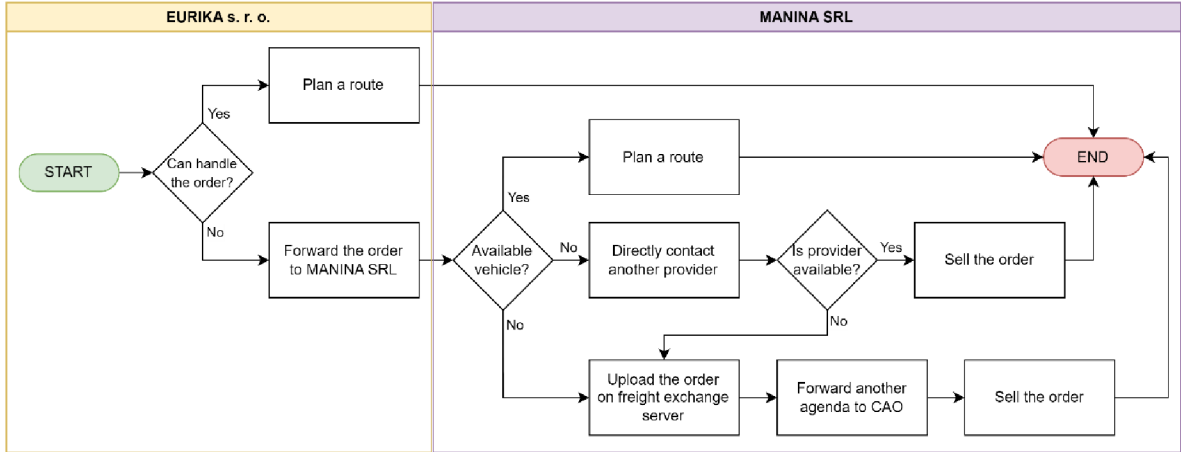 EURIKA s. r. o.
MANINA SRL
Plan a route
Yes
START
Can handle
the order?
No
Forward the order
to MANINA SRL
Plan a route
END
Yes
Available
vehicle?
No
Directly contact
another provider
Is provider
available?
Yes
Sell the order
No
No
Upload the order
on freight exchange
server
Forward another
agenda to CAO
Sell the order